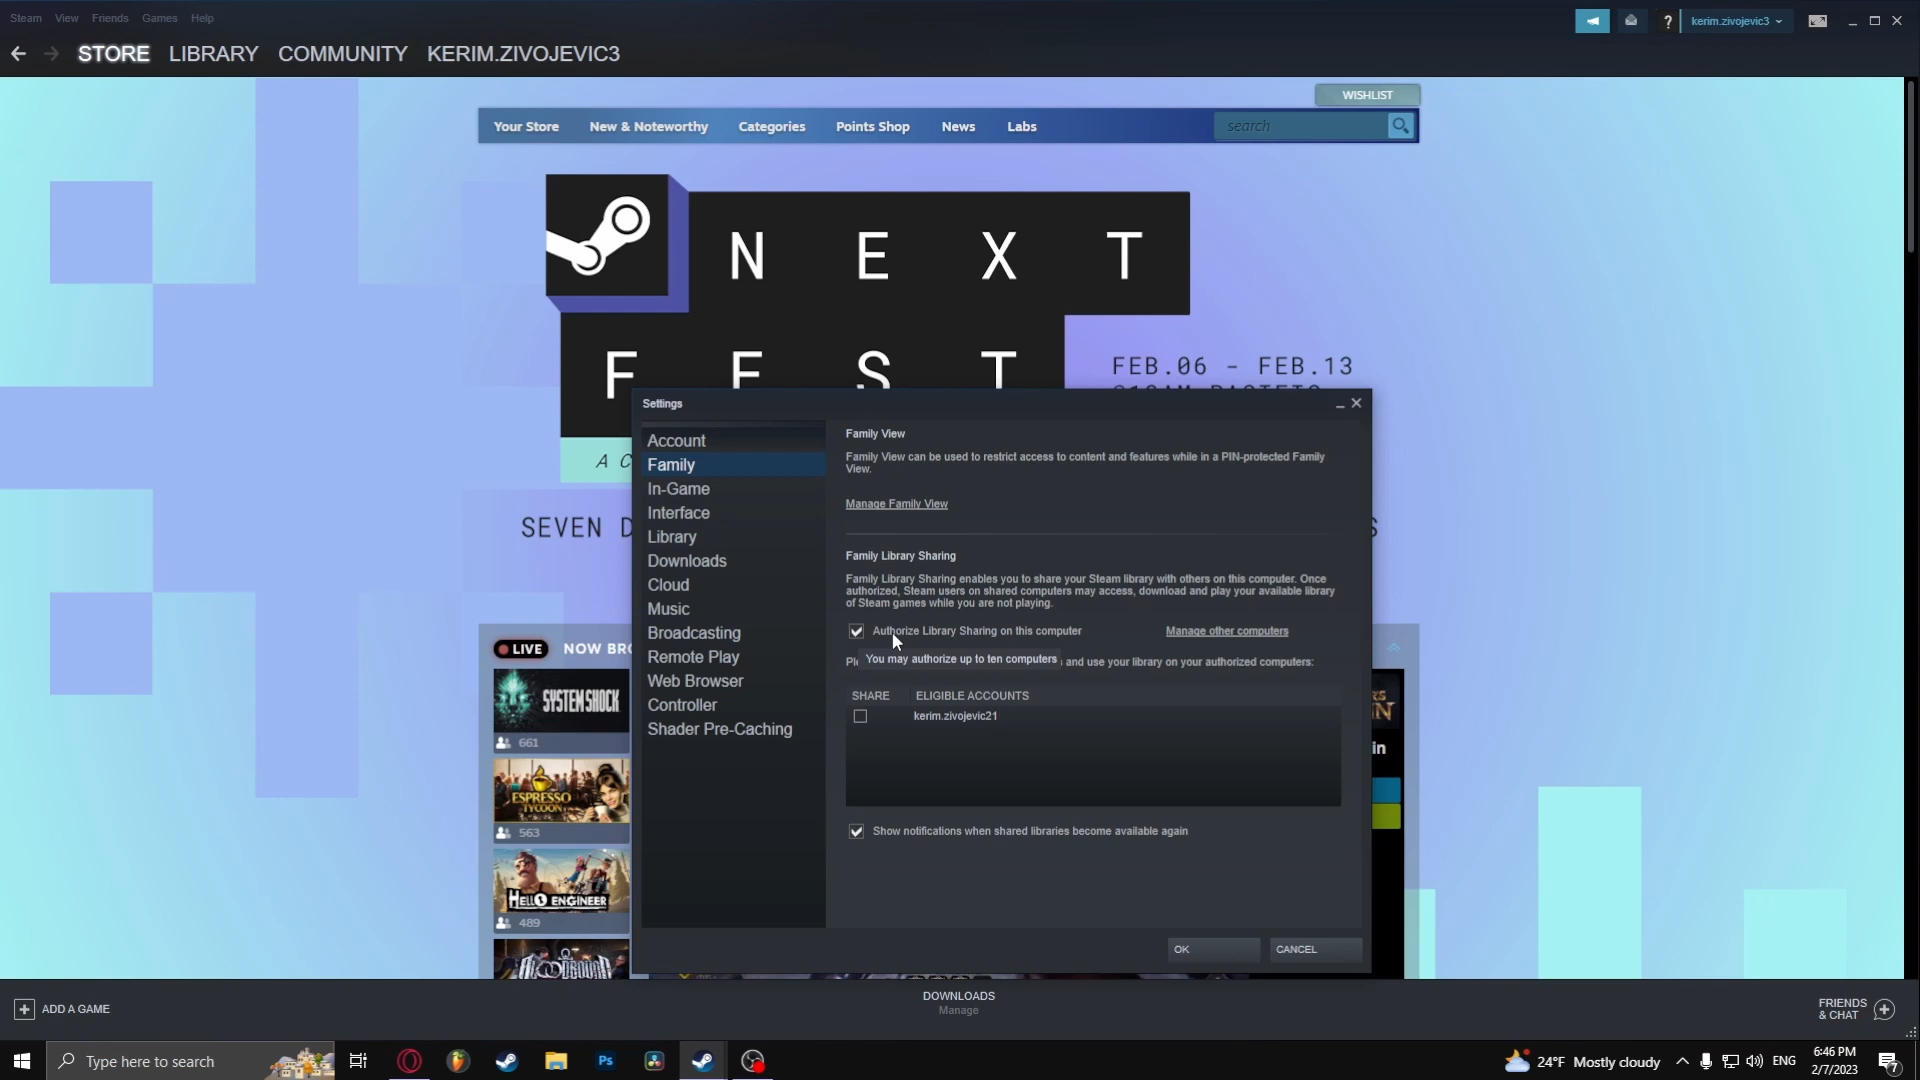 Steam View Friends Games Help
kerim.zivojevic3
STORE LIBRARY COMMUNITY KERIM.ZIVOJEVIC3
WISHLIST
Your Store New & Noteworthy Categories Points Shop News Labs
search
N E X T
F E S T
FEB.06 - FEB.13
A C
SEVEN D
S
Settings
Account
Family
In-Game
Interface
Library
Downloads
Cloud
Music
Broadcasting
Remote Play
Web Browser
Controller
Shader Pre-Caching
Family View
Family View can be used to restrict access to content and features while in a PIN-protected Family
View.
Manage Family View
Family Library Sharing
Family Library Sharing enables you to share your Steam library with others on this computer. Once
authorized, Steam users on shared computers may access, download and play your available library
of Steam games while you are not playing.
Authorize Library Sharing on this computer Manage other computers
You may authorize up to ten computers
and use your library on your authorized computers:
SHARE ELIGIBLE ACCOUNTS
kerim.zivojevic21
Show notifications when shared libraries become available again
OK CANCEL
LIVE NOW BRO
SYSTEM SHOCK
661
ESPRESSO
TYCOON
563
HELLO ENGINEER
489
in
ADD A GAME
DOWNLOADS
Manage
FRIENDS
& CHAT
Type here to search
Ps
24°F Mostly cloudy
ENG
6:46 PM
2/7/2023
7